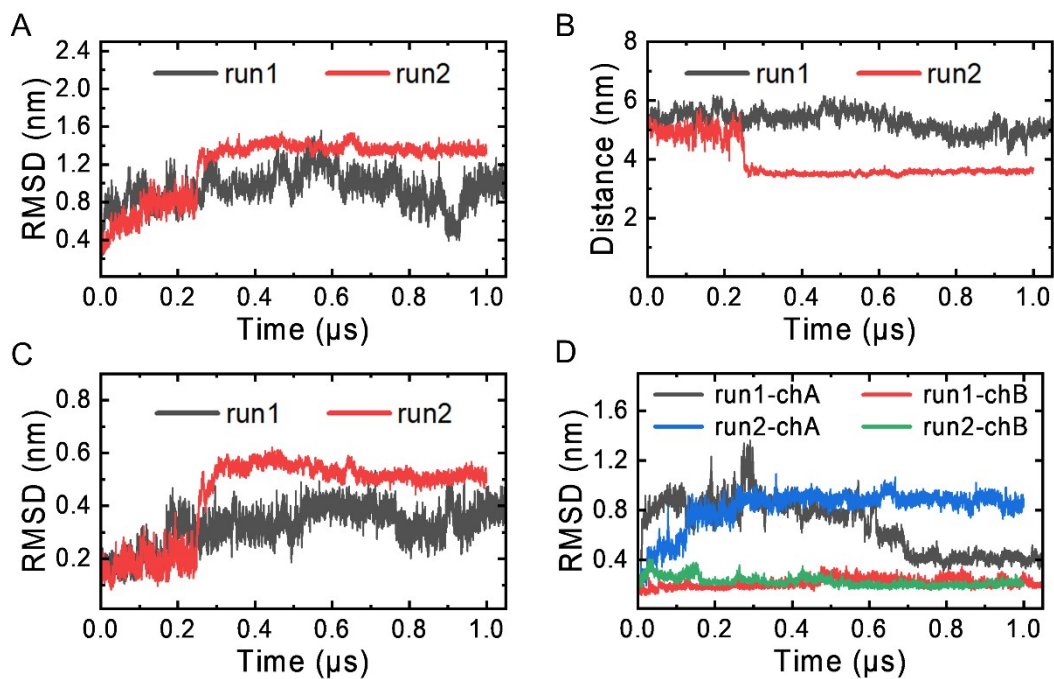 A
RMSD (nm)
2.4
2.0
1.6
1.2
0.8
0.4
run1 run2
0.0 0.2 0.4 0.6 0.8 1.0
Time (µs)
B
Distance (nm)
8
6
4
2
run1 run2
0.0 0.2 0.4 0.6 0.8 1.0
Time (µs)
C
RMSD (nm)
0.8
0.6
0.4
0.2
run1 run2
0.0 0.2 0.4 0.6 0.8 1.0
Time (µs)
D
RMSD (nm)
1.6
1.2
0.8
0.4
run1-chA run1-chB
run2-chA run2-chB
0.0 0.2 0.4 0.6 0.8 1.0
Time (µs)